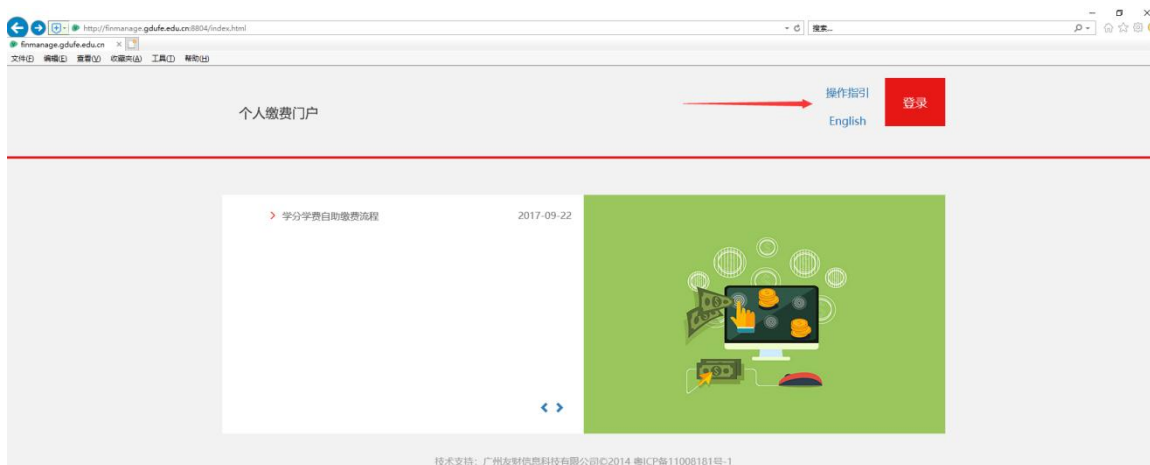 http://finmanage.gdufe.edu.cn:8804/index.html
搜索...
finmanage.gdufe.edu.cn
文件(F) 编辑(E) 查看(V) 收藏夹(A) 工具(T) 帮助(H)
个人缴费门户
操作指引
English
登录
学分学费自助缴费流程 2017-09-22
技术支持：广州友财信息科技有限公司©2014 粤ICP备11008181号-1